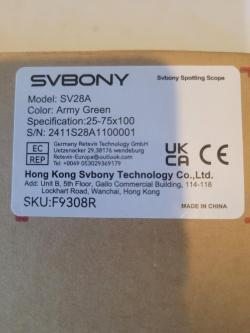 SVBONY
Svbony Spotting Scope
Model: SV28A
Color: Army Green
Specification:25-75x100
S/N: 2411S28A1100001
EC REP
Germany Retevis Technology GmbH
Uetzenacker 29,38176 wendeburg
Retevis-Europe@outlook.com
+0049 053029369179
UK CA
CE
Hong Kong Svbony Technology Co.,Ltd
Add: Unit B, 5th Floor, Gallo Commercial Building, 114-118
Lockhart Road, Wanchai, Hong Kong
SKU:F9308R
MADE IN CHINA